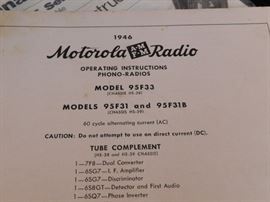 1946
Motorola AM FM Radio
OPERATING INSTRUCTIONS
PHONO-RADIOS
MODEL 95F33
(CHASSIS HS-38)
MODELS 95F31 and 95F31B
(CHASSIS HS-39)
60 cycle alternating current (AC)
CAUTION: Do not attempt to use on direct current (DC).
TUBE COMPLEMENT
(HS-38 and HS-39 CHASSIS)
1—7F8—Dual Converter
1—6SG7—I. F. Amplifier
1—6SG7—Discriminator
1—6S8GT—Detector and First Audio
1—6SQ7—Phase Inverter